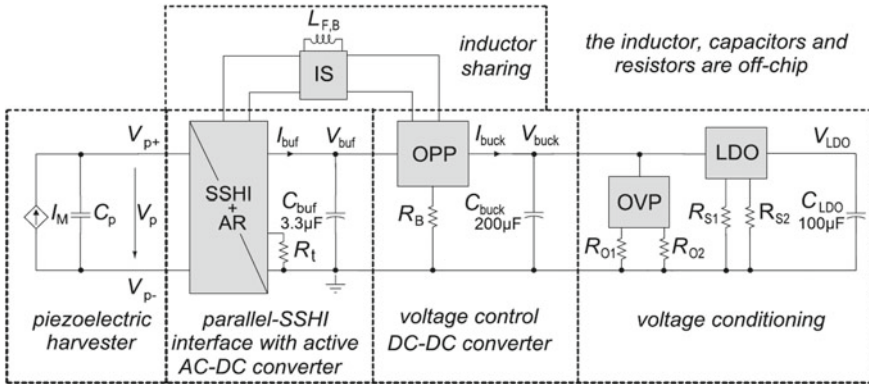 L_F,B
IS
inductor
sharing
the inductor, capacitors and
resistors are off-chip
V_p+
I_buf
V_buf
I_buck
V_buck
V_LDO
OPP
LDO
SSHI
+
AR
OVP
I_M
C_p
V_p
C_buf
3.3µF
R_t
R_B
C_buck
200µF
R_O1
R_O2
R_S1
R_S2
C_LDO
100µF
V_p-
piezoelectric
harvester
parallel-SSHI
interface with active
AC-DC converter
voltage control
DC-DC converter
voltage conditioning